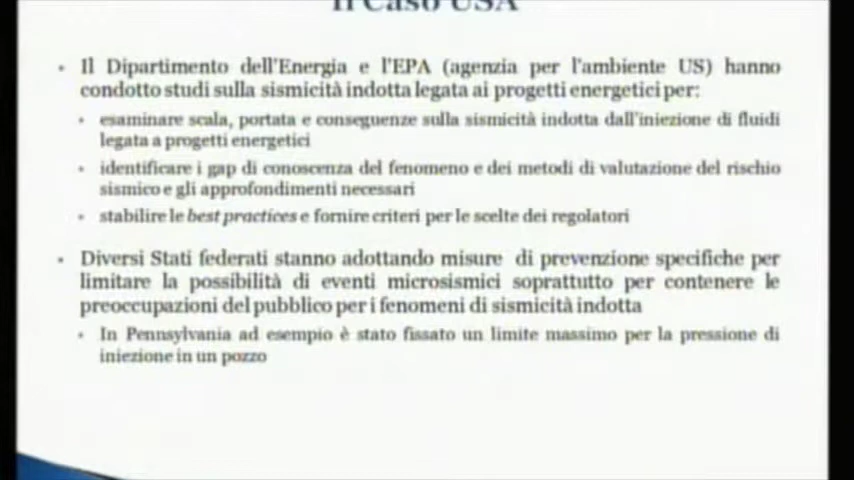 Il Caso USA
Il Dipartimento dell'Energia e l'EPA (agenzia per l'ambiente US) hanno
condotto studi sulla sismicità indotta legata ai progetti energetici per:
esaminare scala, portata e conseguenze sulla sismicità indotta dall'iniezione di fluidi
legata a progetti energetici
identificare i gap di conoscenza del fenomeno e dei metodi di valutazione del rischio
sismico e gli approfondimenti necessari
stabilire le best practices e fornire criteri per le scelte dei regolatori
Diversi Stati federati stanno adottando misure di prevenzione specifiche per
limitare la possibilità di eventi microsismici soprattutto per contenere le
preoccupazioni del pubblico per i fenomeni di sismicità indotta
In Pennsylvania ad esempio è stato fissato un limite massimo per la pressione di
iniezione in un pozzo